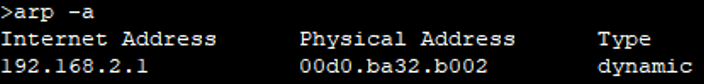 >arp -a
Internet Address Physical Address Type
192.168.2.1 00d0.ba32.b002 dynamic